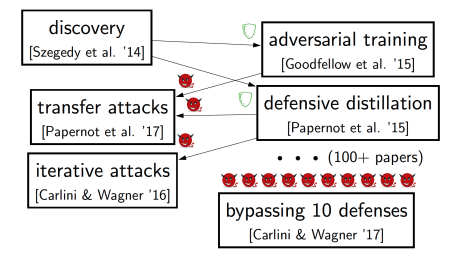 discovery
[Szegedy et al. '14]
adversarial training
[Goodfellow et al. '15]
transfer attacks
[Papernot et al. '17]
defensive distillation
[Papernot et al. '15]
iterative attacks
[Carlini & Wagner '16]
• • • (100+ papers)
bypassing 10 defenses
[Carlini & Wagner '17]